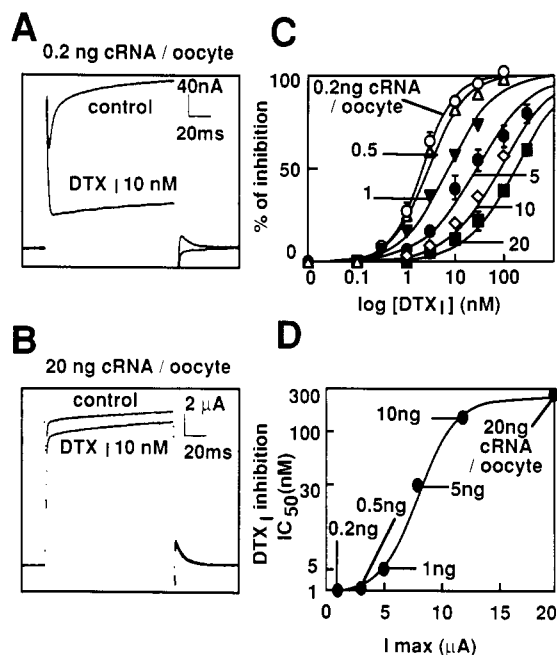 A
0.2 ng cRNA / oocyte
40nA
control
20ms
DTX I 10 nM
B
20 ng cRNA / oocyte
control
2 µA
DTX I 10 nM
20ms
C
% of inhibition
100
50
0
0.2ng cRNA
/ oocyte
0.5
1
5
10
20
0
0.1
1
10
100
log [DTX I] (nM)
D
DTX I inhibition
IC 50 (nM)
300
100
30
5
1
0.2ng
0.5ng
1ng
5ng
10ng
20ng
cRNA
/ oocyte
0
5
10
15
20
I max (µA)